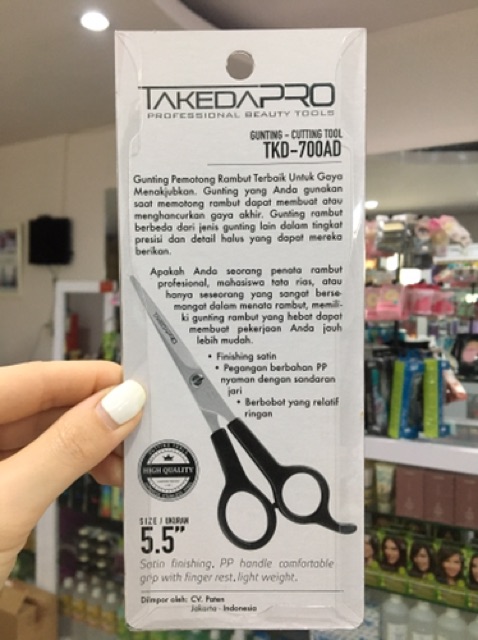 TAKEDAPRO
PROFESSIONAL BEAUTY TOOLS
GUNTING - CUTTING TOOL
TKD-700AD
Gunting Pemotong Rambut Terbaik Untuk Gaya
Menakjubkan. Gunting yang Anda gunakan
saat memotong rambut dapat membuat atau
menghancurkan gaya akhir. Gunting rambut
berbeda dari jenis gunting lain dalam tingkat
presisi dan detail halus yang dapat mereka
berikan.
Apakah Anda seorang penata rambut
profesional, mahasiswa tata rias, atau
hanya seseorang yang sangat berse-
mangat dalam menata rambut, memili-
ki gunting rambut yang hebat dapat
membuat pekerjaan Anda jauh
lebih mudah.
• Finishing satin
• Pegangan berbahan PP
nyaman dengan sandaran
jari
• Berbobot yang relatif
ringan
TAKEDAPRO
HIGH QUALITY
SIZE / UKURAN
5.5"
Satin finishing, PP handle comfortable
grip with finger rest, light weight.
Diimpor oleh: CV. Paten
Jakarta - Indonesia